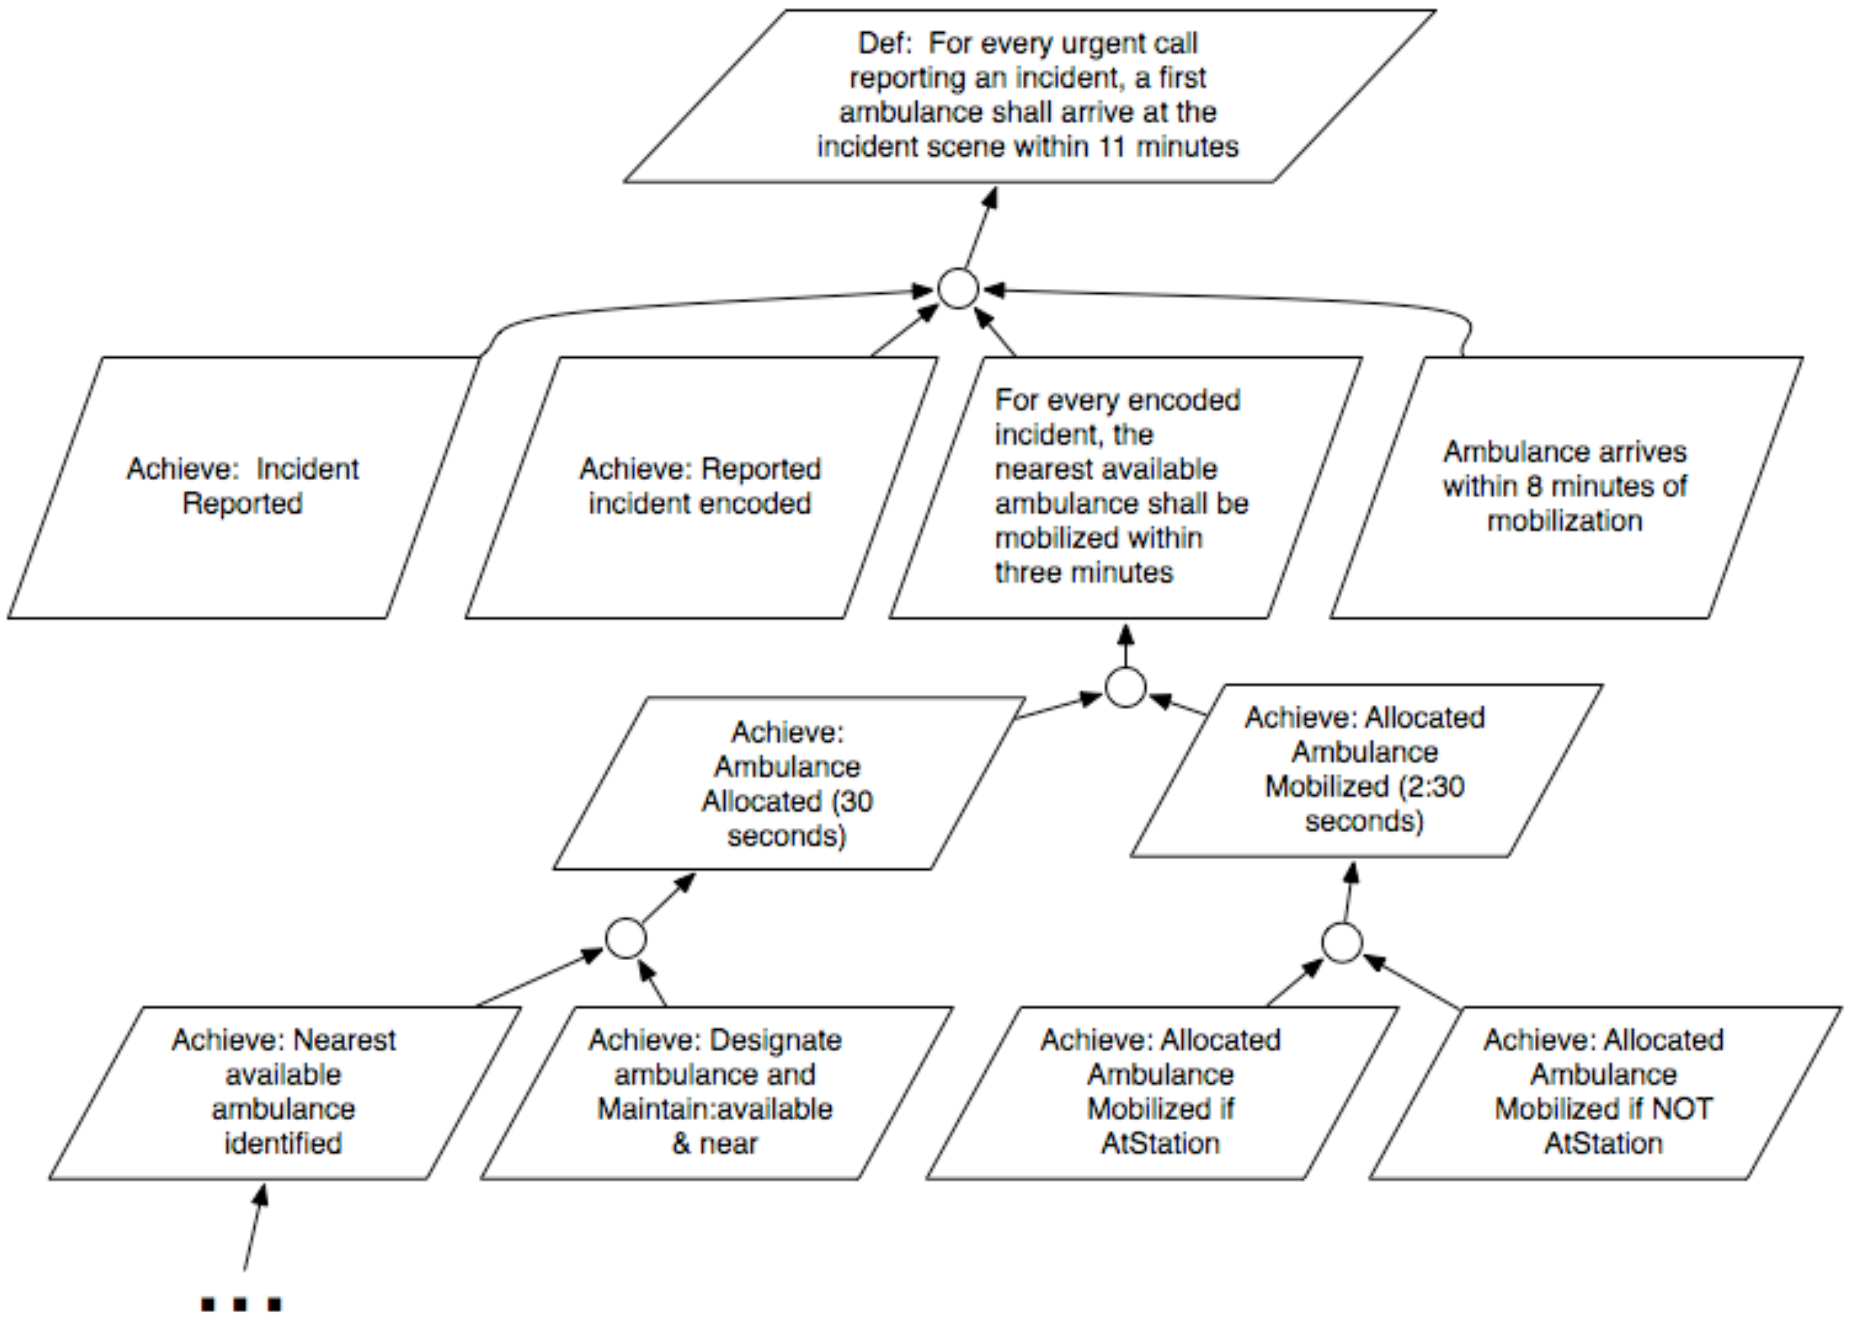 Def:  For every urgent call
reporting an incident, a first
ambulance shall arrive at the
incident scene within 11 minutes
Achieve:  Incident
Reported
Achieve: Reported
incident encoded
For every encoded
incident, the
nearest available
ambulance shall be
mobilized within
three minutes
Ambulance arrives
within 8 minutes of
mobilization
Achieve:
Ambulance
Allocated (30
seconds)
Achieve: Allocated
Ambulance
Mobilized (2:30
seconds)
Achieve: Nearest
available
ambulance
identified
Achieve: Designate
ambulance and
Maintain:available
& near
Achieve: Allocated
Ambulance
Mobilized if
AtStation
Achieve: Allocated
Ambulance
Mobilized if NOT
AtStation
...